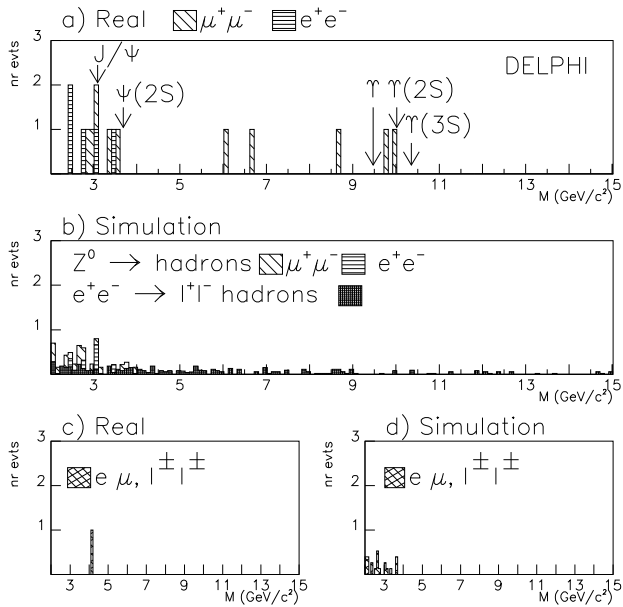 a) Real μ⁺μ⁻ e⁺e⁻
nr evts
3
2
1
J/ψ
ψ(2S)
DELPHI
ϒ ϒ(2S)
ϒ(3S)
3 5 7 9 11 13 15
M (GeV/c²)
b) Simulation
nr evts
3
2
1
Z⁰ → hadrons μ⁺μ⁻ e⁺e⁻
e⁺e⁻ → l⁺l⁻ hadrons
3 5 7 9 11 13 15
M (GeV/c²)
c) Real
nr evts
3
2
1
e μ, l±l±
3 5 7 9 11 13 15
M (GeV/c²)
d) Simulation
nr evts
3
2
1
e μ, l±l±
3 5 7 9 11 13 15
M (GeV/c²)